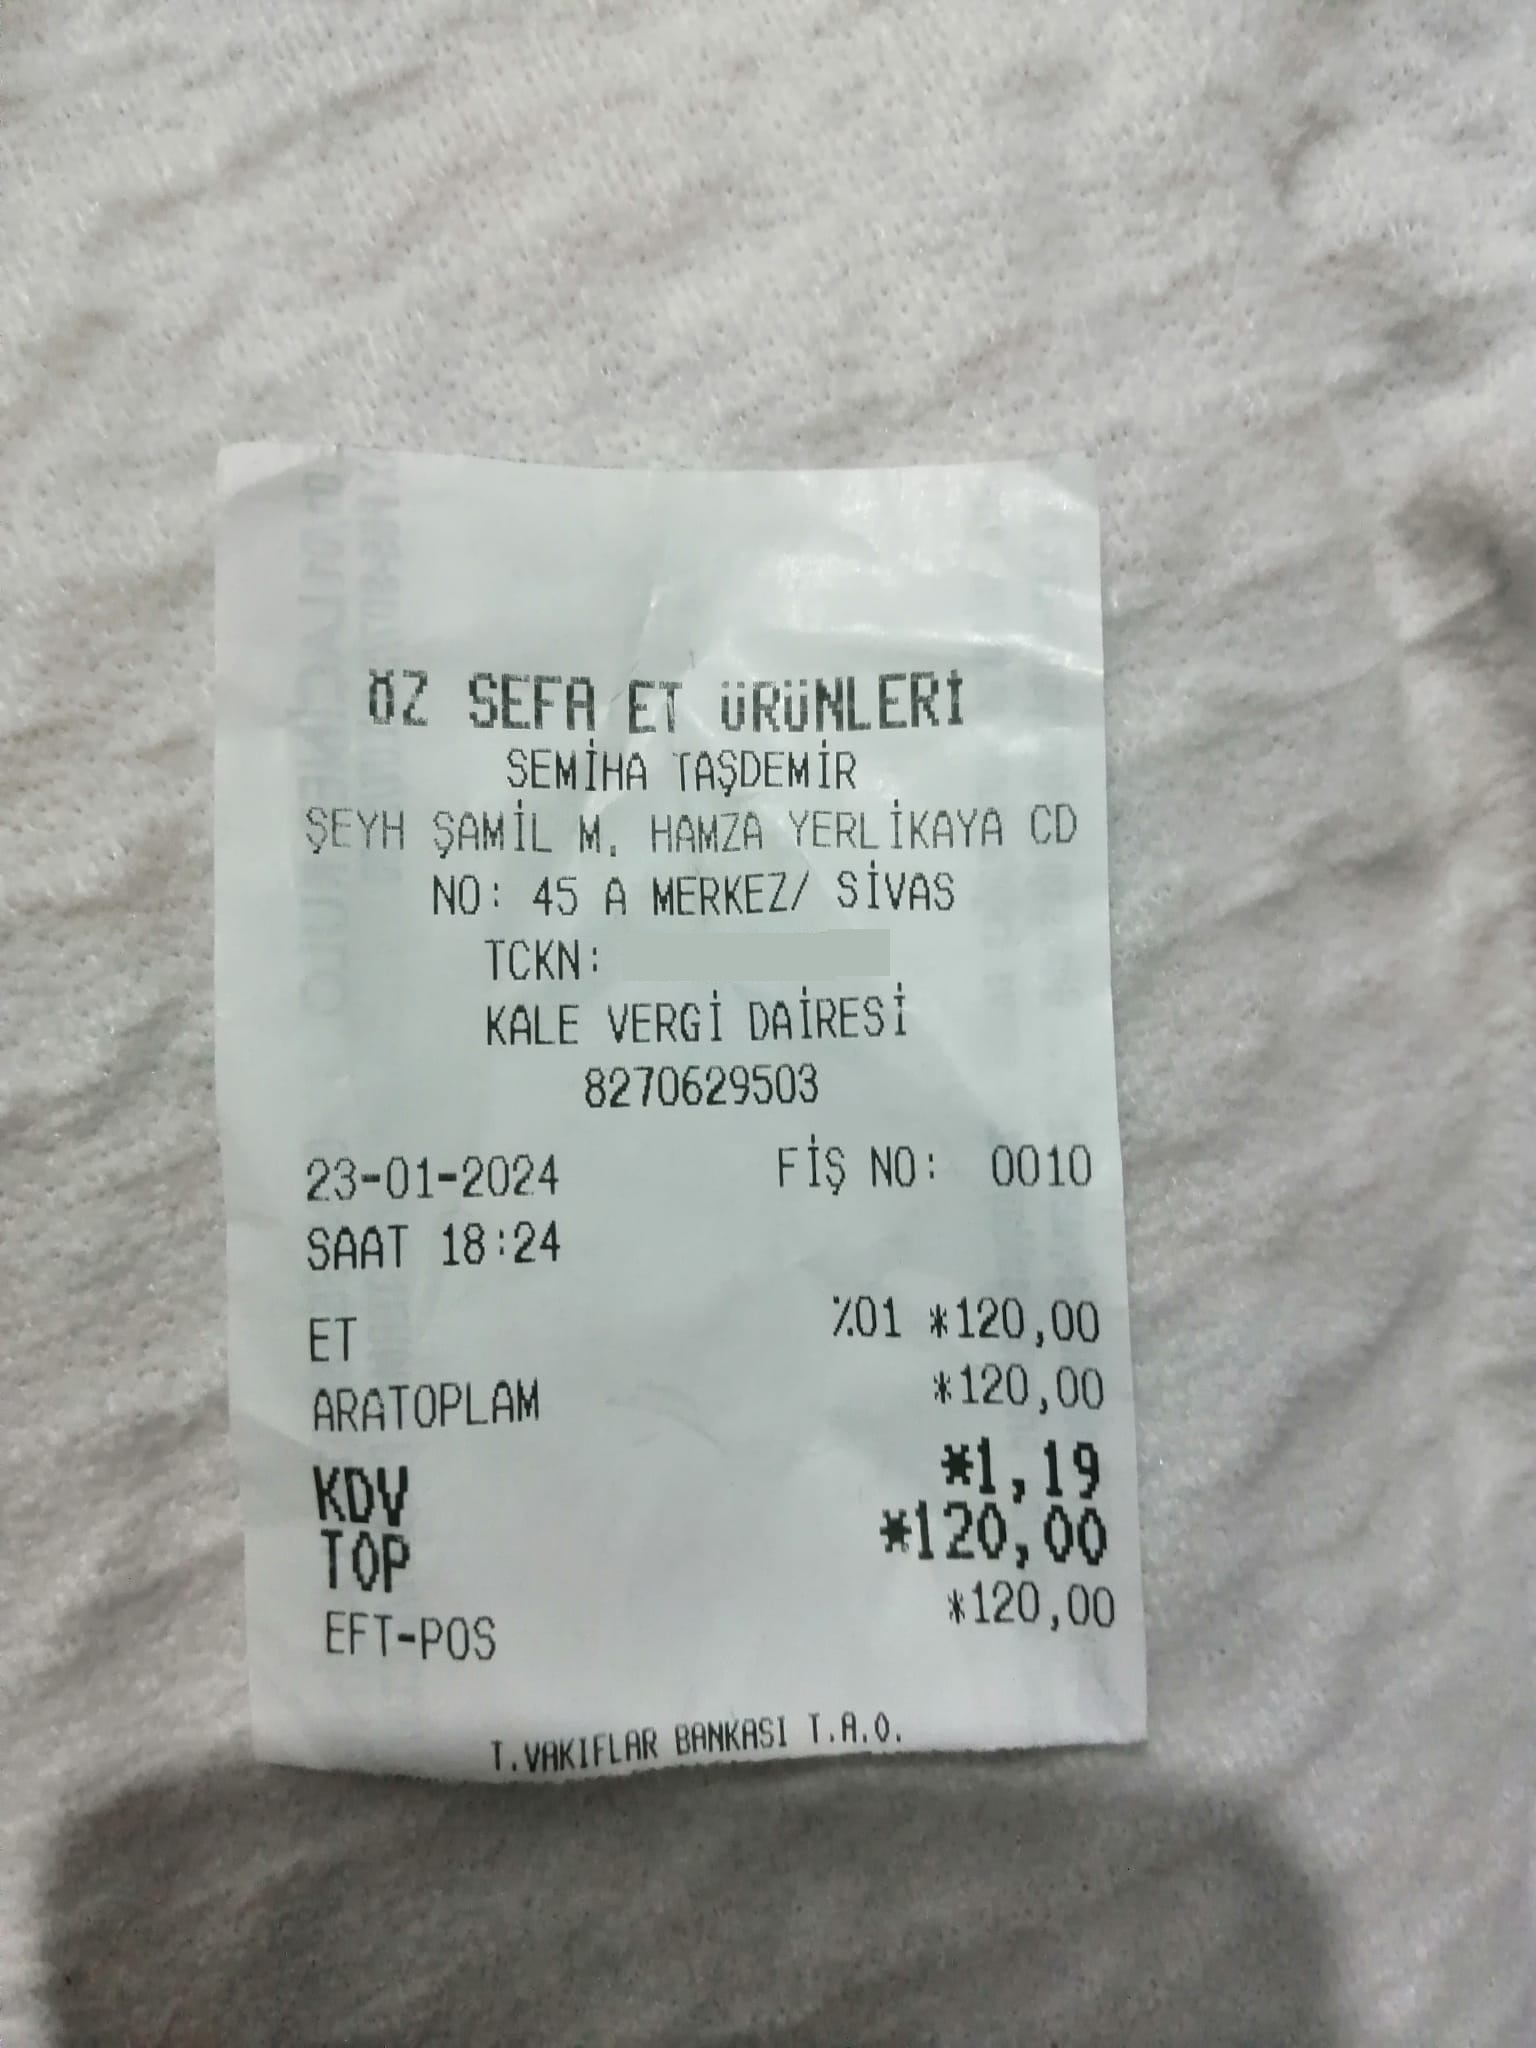 ÖZ SEFA ET ÜRÜNLERİ
SEMİHA TAŞDEMİR
ŞEYH ŞAMİL M. HAMZA YERLİKAYA CD
NO: 45 A MERKEZ/ SİVAS
TCKN:
KALE VERGİ DAİRESİ
8270629503
23-01-2024 FİŞ NO: 0010
SAAT 18:24
ET %01 *120,00
ARATOPLAM *120,00
KDV *1,19
TOP *120,00
EFT-POS *120,00
T.VAKIFLAR BANKASI T.A.O.